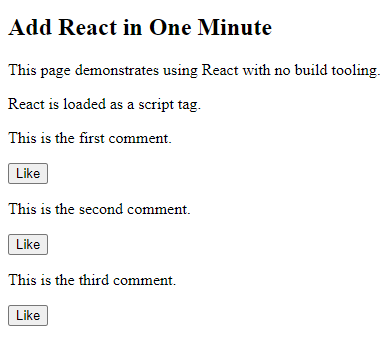 Add React in One Minute
This page demonstrates using React with no build tooling.
React is loaded as a script tag.
This is the first comment.
Like
This is the second comment.
Like
This is the third comment.
Like